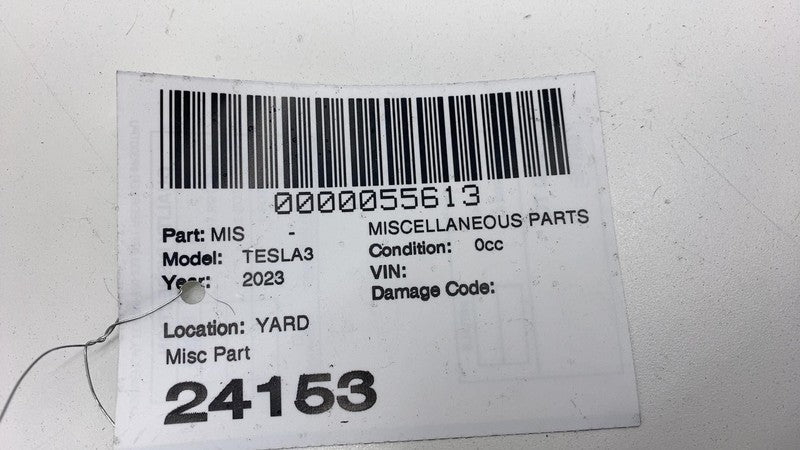 0000055613
Part: MIS - MISCELLANEOUS PARTS
Model: TESLA3 Condition: 0cc
Year: 2023 VIN:
Damage Code:
Location: YARD
Misc Part
24153